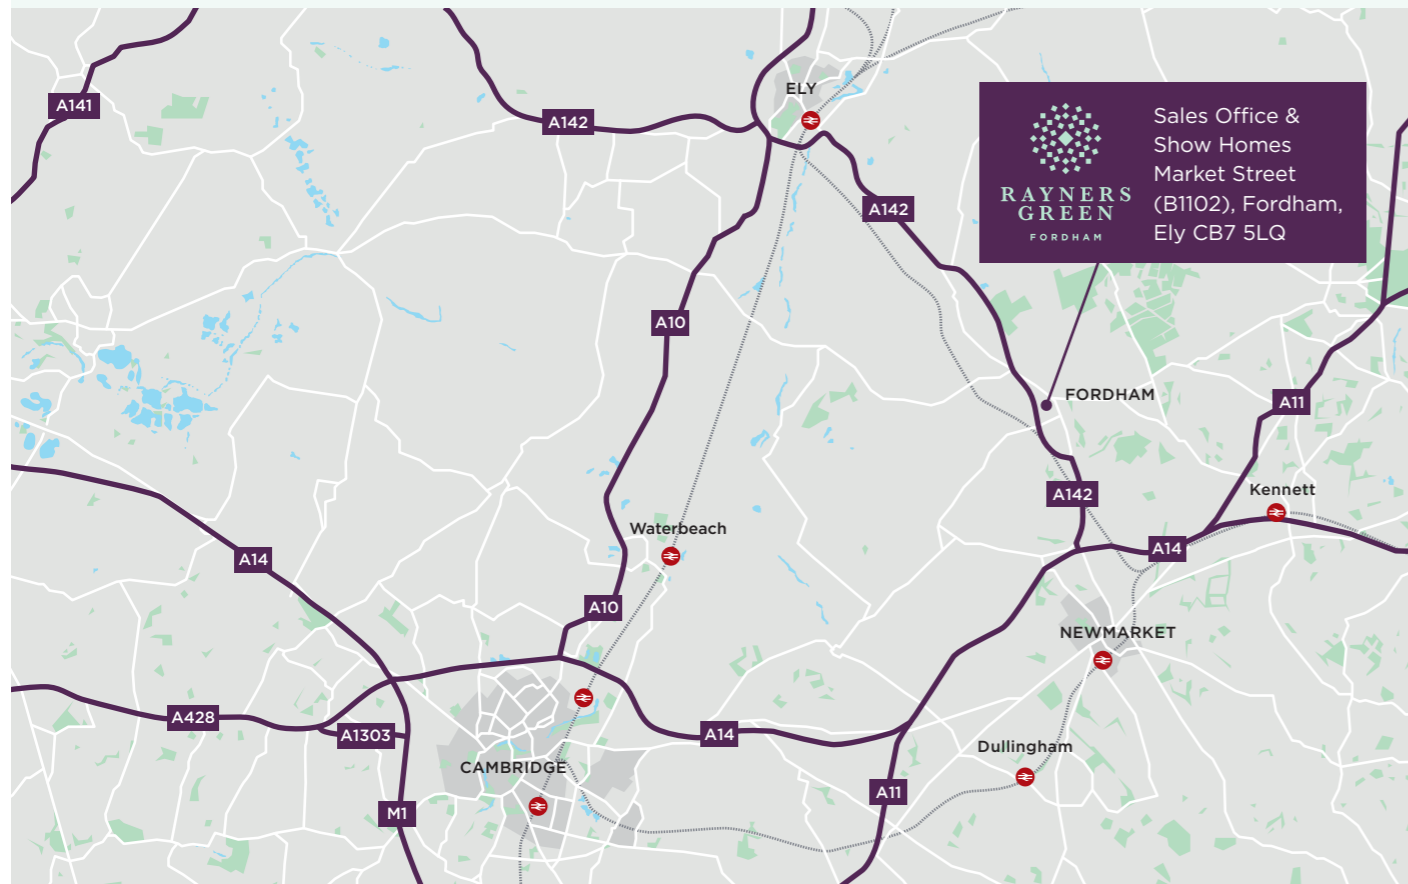 ELY
A141
A142
Sales Office &
Show Homes
Market Street
(B1102), Fordham,
Ely CB7 5LQ
RAYNERS
GREEN
FORDHAM
A142
A10
FORDHAM
A11
A142
Kennett
Waterbeach
A14
A14
A10
NEWMARKET
A428
A1303
A14
Dullingham
CAMBRIDGE
A11
M1